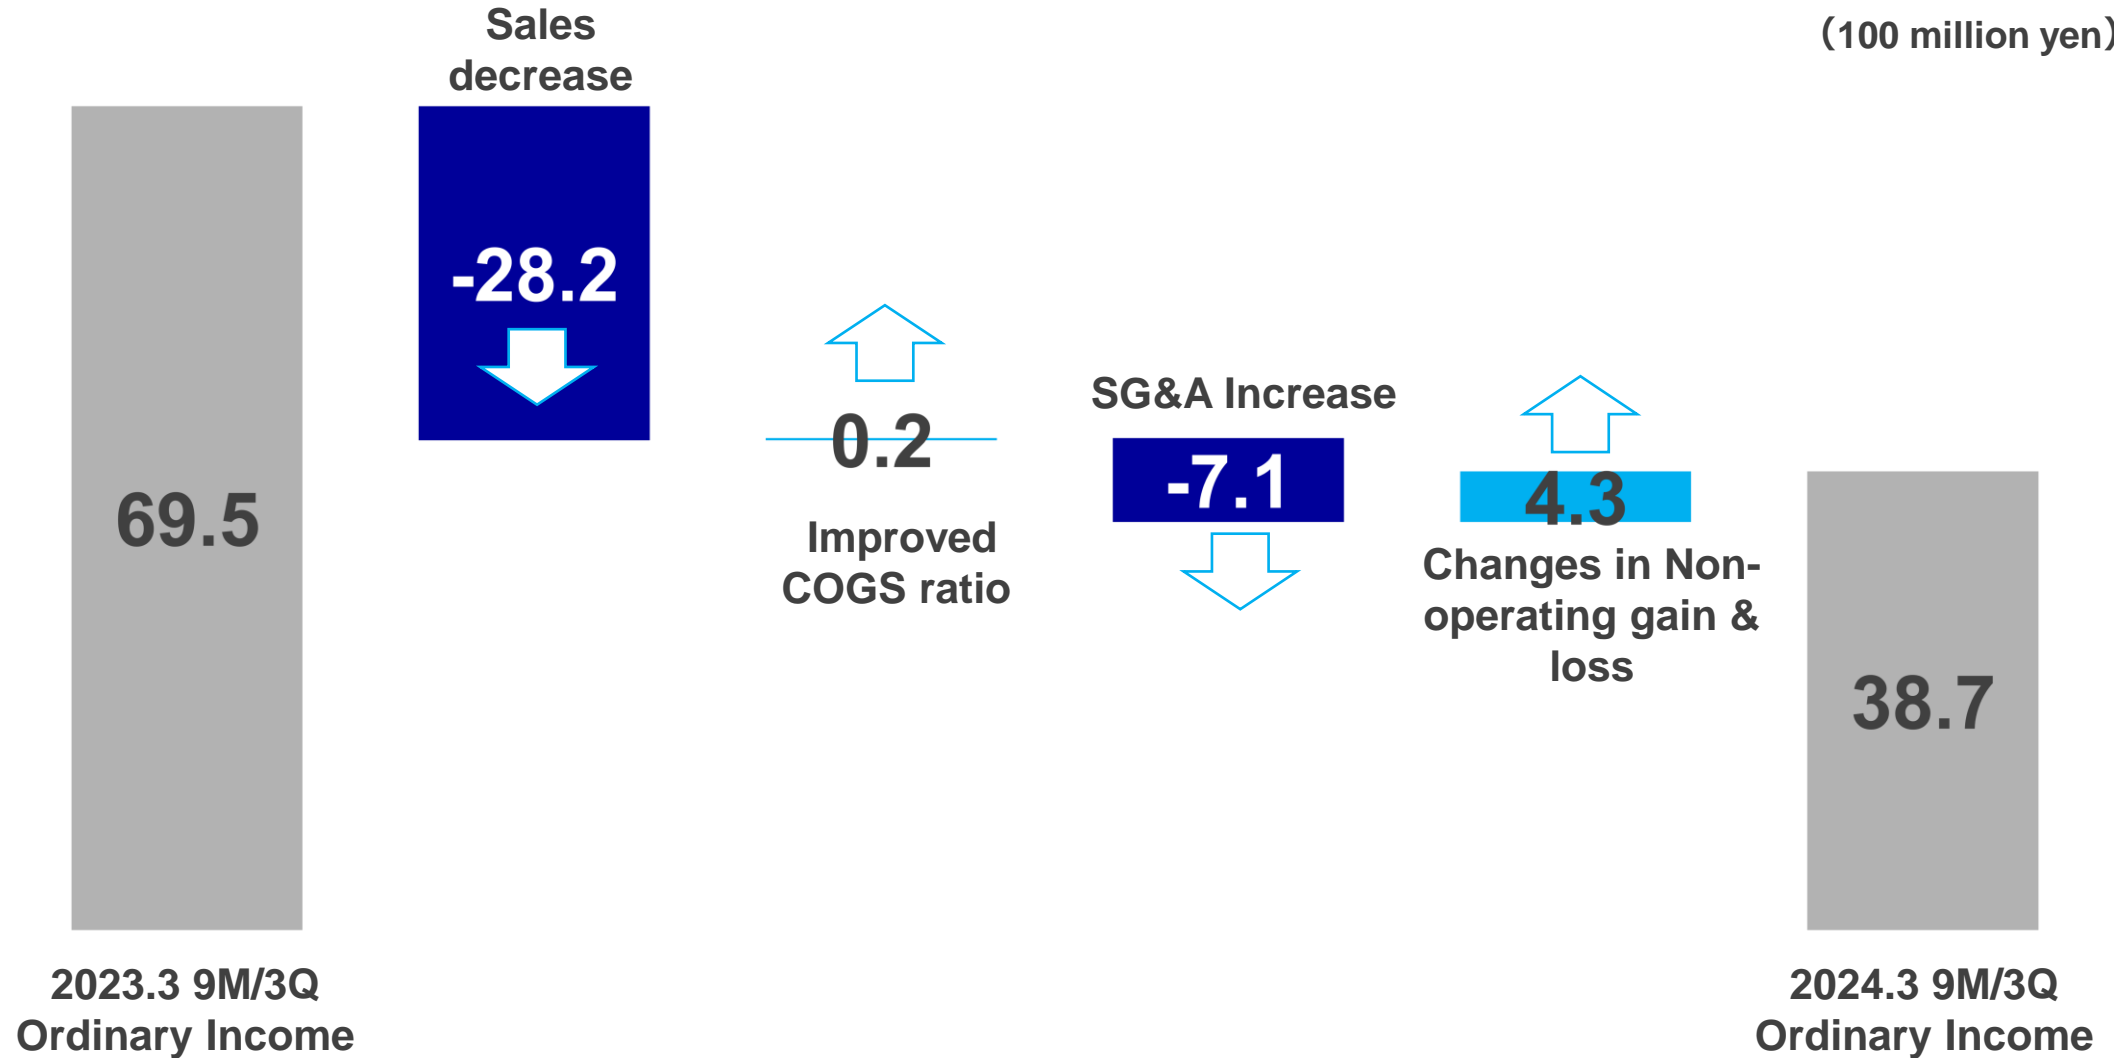 Sales
decrease
（100 million yen）
69.5
-28.2
0.2
Improved
COGS ratio
SG&A Increase
-7.1
4.3
Changes in Non-
operating gain &
loss
38.7
2023.3 9M/3Q
Ordinary Income
2024.3 9M/3Q
Ordinary Income